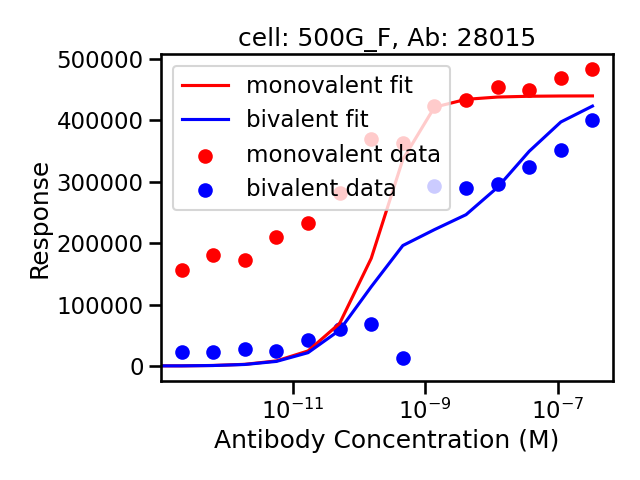 cell: 500G_F, Ab: 28015
monovalent fit
bivalent fit
monovalent data
bivalent data
500000
400000
300000
200000
100000
0
Response
10⁻¹¹ 10⁻⁹ 10⁻⁷
Antibody Concentration (M)